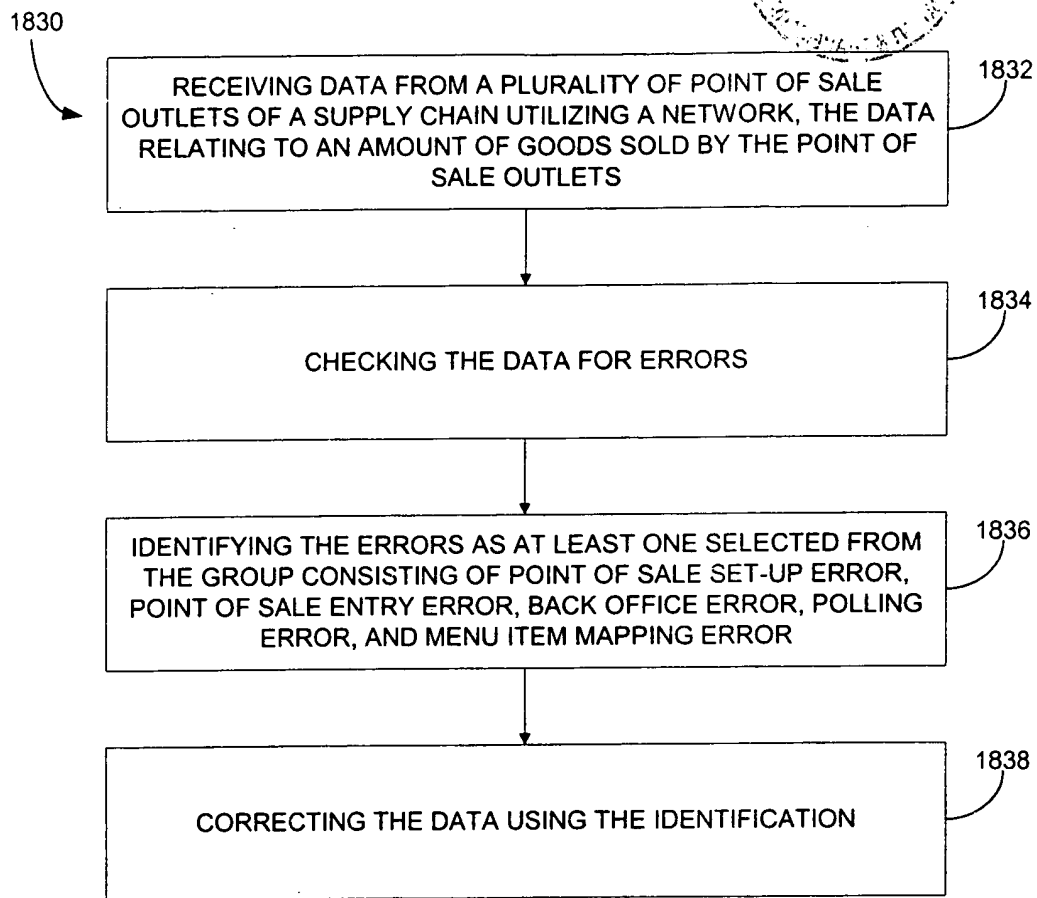 1830
RECEIVING DATA FROM A PLURALITY OF POINT OF SALE
OUTLETS OF A SUPPLY CHAIN UTILIZING A NETWORK, THE DATA
RELATING TO AN AMOUNT OF GOODS SOLD BY THE POINT OF
SALE OUTLETS
1832
CHECKING THE DATA FOR ERRORS
1834
IDENTIFYING THE ERRORS AS AT LEAST ONE SELECTED FROM
THE GROUP CONSISTING OF POINT OF SALE SET-UP ERROR,
POINT OF SALE ENTRY ERROR, BACK OFFICE ERROR, POLLING
ERROR, AND MENU ITEM MAPPING ERROR
1836
CORRECTING THE DATA USING THE IDENTIFICATION
1838